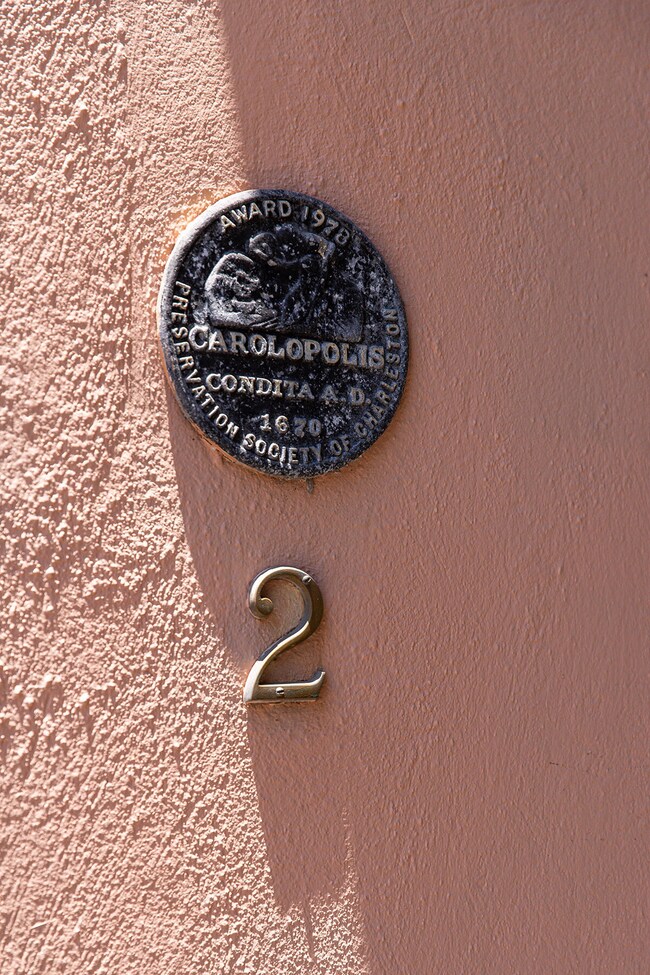 AWARD 1978
CAROLOPOLIS
CONDITA A.D.
1670
PRESERVATION SOCIETY OF CHARLESTON
2